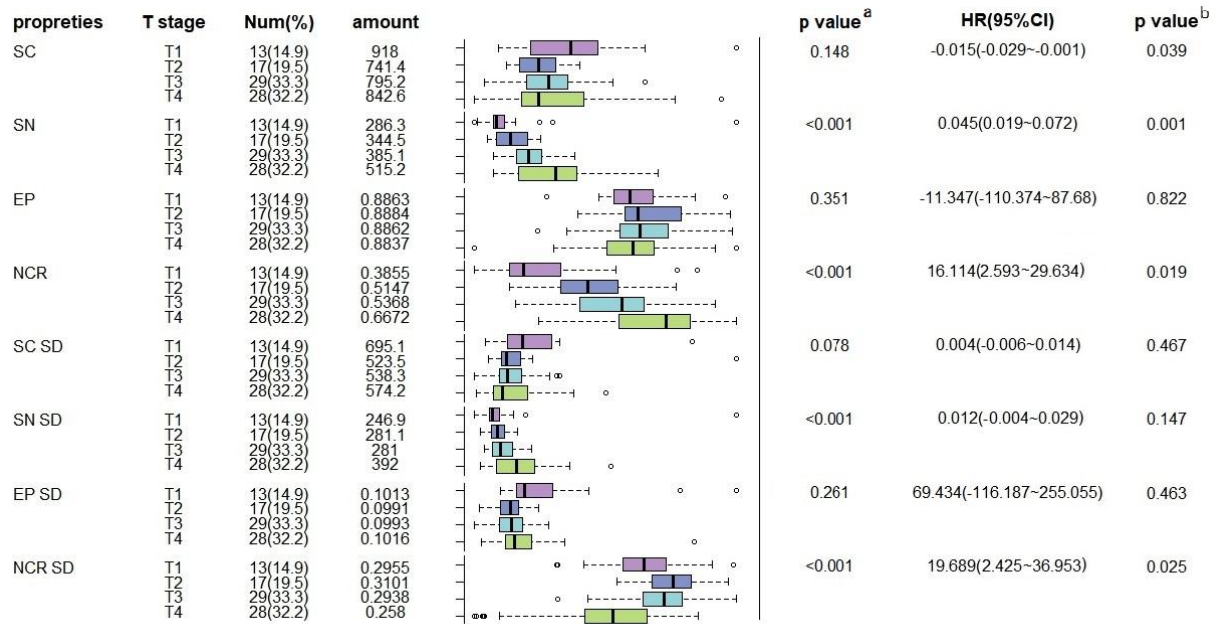 propreties T stage Num(%) amount p value a HR(95%CI) p value b
SC T1 13(14.9) 918 0.148 -0.015(-0.029~-0.001) 0.039
T2 17(19.5) 741.4
T3 29(33.3) 795.2
T4 28(32.2) 842.6
SN T1 13(14.9) 286.3 <0.001 0.045(0.019~0.072) 0.001
T2 17(19.5) 344.5
T3 29(33.3) 385.1
T4 28(32.2) 515.2
EP T1 13(14.9) 0.8863 0.351 -11.347(-110.374~87.68) 0.822
T2 17(19.5) 0.8884
T3 29(33.3) 0.8862
T4 28(32.2) 0.8837
NCR T1 13(14.9) 0.3855 <0.001 16.114(2.593~29.634) 0.019
T2 17(19.5) 0.5147
T3 29(33.3) 0.5368
T4 28(32.2) 0.6672
SC SD T1 13(14.9) 695.1 0.078 0.004(-0.006~0.014) 0.467
T2 17(19.5) 523.5
T3 29(33.3) 538.3
T4 28(32.2) 574.2
SN SD T1 13(14.9) 246.9 <0.001 0.012(-0.004~0.029) 0.147
T2 17(19.5) 281.1
T3 29(33.3) 281
T4 28(32.2) 392
EP SD T1 13(14.9) 0.1013 0.261 69.434(-116.187~255.055) 0.463
T2 17(19.5) 0.0991
T3 29(33.3) 0.0993
T4 28(32.2) 0.1016
NCR SD T1 13(14.9) 0.2955 <0.001 19.689(2.425~36.953) 0.025
T2 17(19.5) 0.3101
T3 29(33.3) 0.2938
T4 28(32.2) 0.258